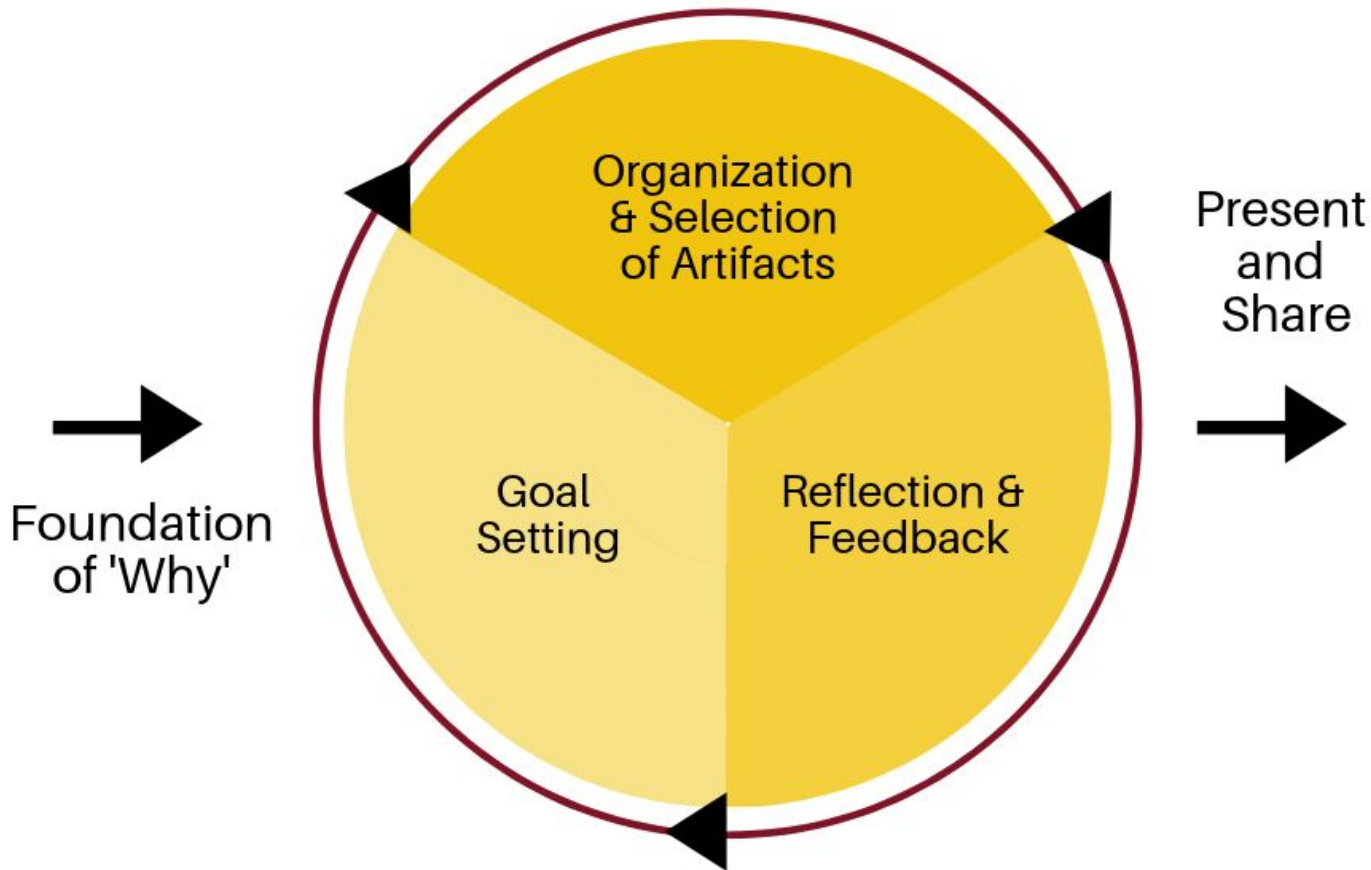 Organization
& Selection
of Artifacts
Present
and
Share
Goal
Setting
Reflection &
Feedback
Foundation
of 'Why'